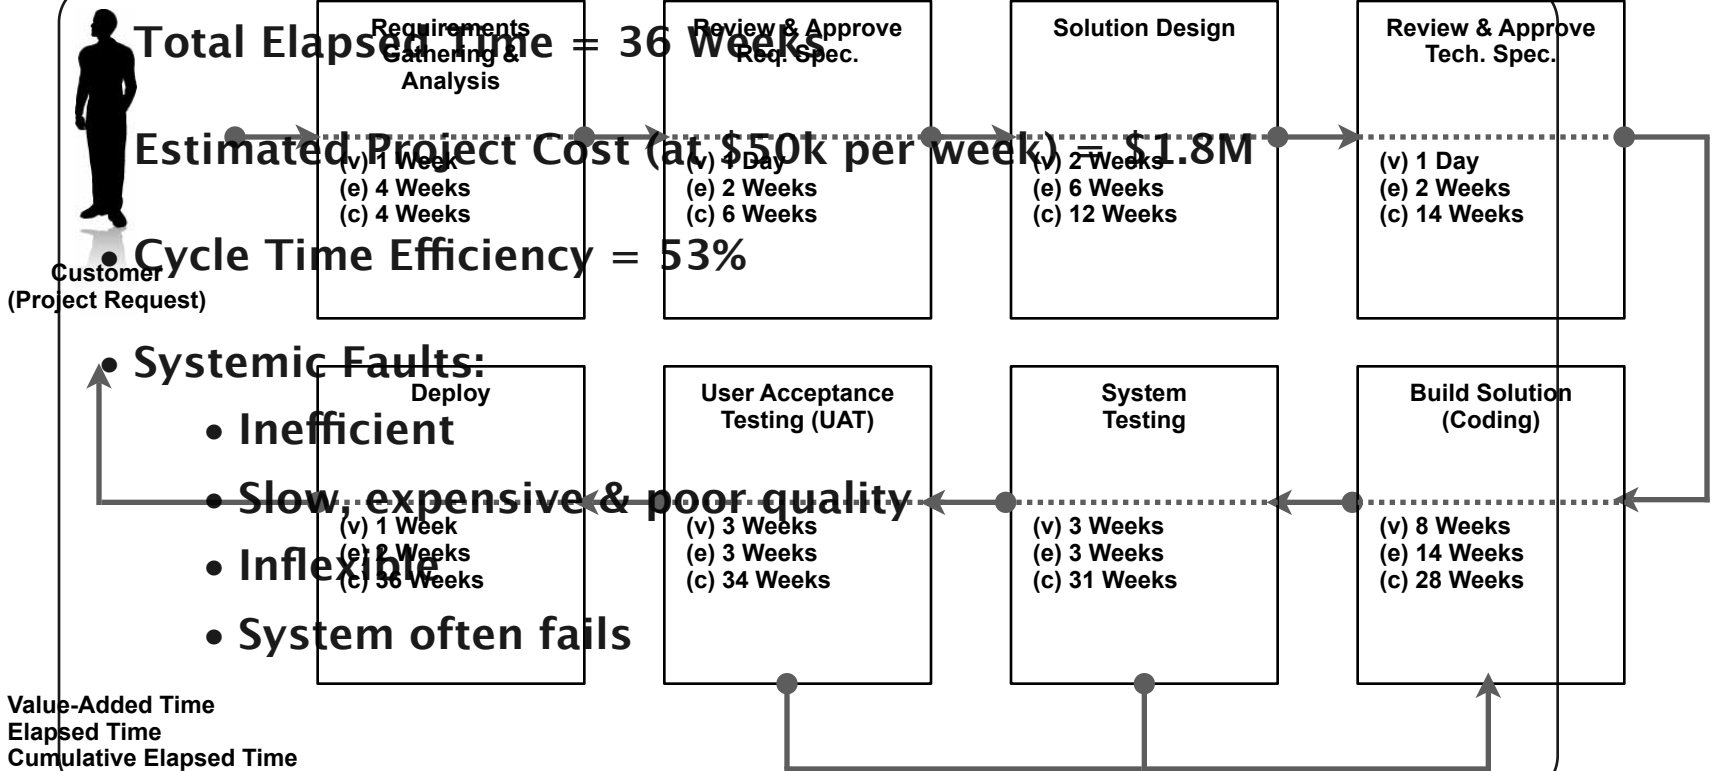 • Total Elapsed Time = 36 Weeks
Estimated Project Cost (at $50k per week) = $1.8M
• Cycle Time Efficiency = 53%
• Systemic Faults:
• Inefficient
• Slow, expensive & poor quality
• Inflexible
• System often fails
Customer
(Project Request)
Requirements
Gathering &
Analysis
(v) 1 Week
(e) 4 Weeks
(c) 4 Weeks
Review & Approve
Req. Spec.
(v) 1 Day
(e) 2 Weeks
(c) 6 Weeks
Solution Design
(v) 2 Weeks
(e) 6 Weeks
(c) 12 Weeks
Review & Approve
Tech. Spec.
(v) 1 Day
(e) 2 Weeks
(c) 14 Weeks
Deploy
(v) 1 Week
(e) 2 Weeks
(c) 36 Weeks
User Acceptance
Testing (UAT)
(v) 3 Weeks
(e) 3 Weeks
(c) 34 Weeks
System
Testing
(v) 3 Weeks
(e) 3 Weeks
(c) 31 Weeks
Build Solution
(Coding)
(v) 8 Weeks
(e) 14 Weeks
(c) 28 Weeks
Value-Added Time
Elapsed Time
Cumulative Elapsed Time